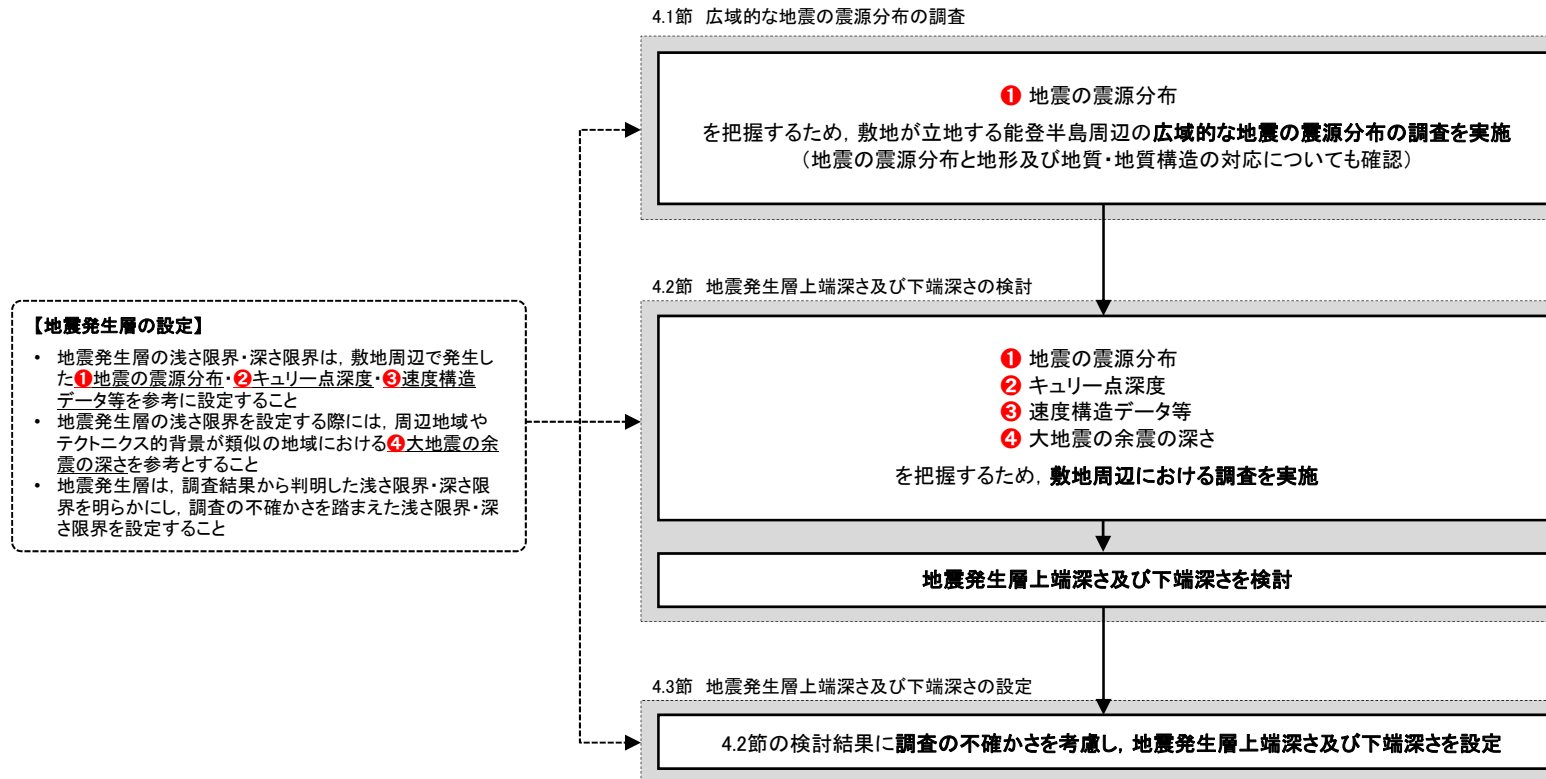 4.1節 広域的な地震の震源分布の調査
❶ 地震の震源分布
を把握するため，敷地が立地する能登半島周辺の広域的な地震の震源分布の調査を実施
（地震の震源分布と地形及び地質・地質構造の対応についても確認）
【地震発生層の設定】
・ 地震発生層の浅さ限界・深さ限界は，敷地周辺で発生し
た❶地震の震源分布・❷キュリー点深度・❸速度構造
データ等を参考に設定すること
・ 地震発生層の浅さ限界を設定する際には，周辺地域や
テクトニクス的背景が類似の地域における❹大地震の余
震の深さを参考とすること
・ 地震発生層は，調査結果から判明した浅さ限界・深さ限
界を明らかにし，調査の不確かさを踏まえた浅さ限界・深
さ限界を設定すること
4.2節 地震発生層上端深さ及び下端深さの検討
❶ 地震の震源分布
❷ キュリー点深度
❸ 速度構造データ等
❹ 大地震の余震の深さ
を把握するため，敷地周辺における調査を実施
地震発生層上端深さ及び下端深さを検討
4.3節 地震発生層上端深さ及び下端深さの設定
4.2節の検討結果に調査の不確かさを考慮し，地震発生層上端深さ及び下端深さを設定